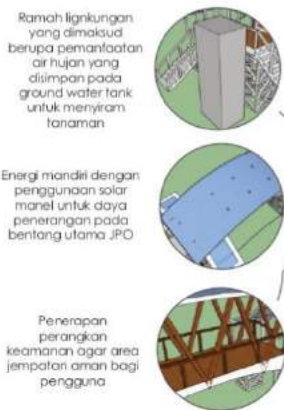 Ramah lignkungan
yang dimaksud
berupa pemanfaatan
air hujan yang
disimpan pada
ground water tank
untuk menyiram
tanaman
Energi mandiri dengan
penggunaan solar
manel untuk daya
penerangan pada
bentang utama JPO
Penerapan
perangkan
keamanan agar area
jempatan aman bagi
pengguna